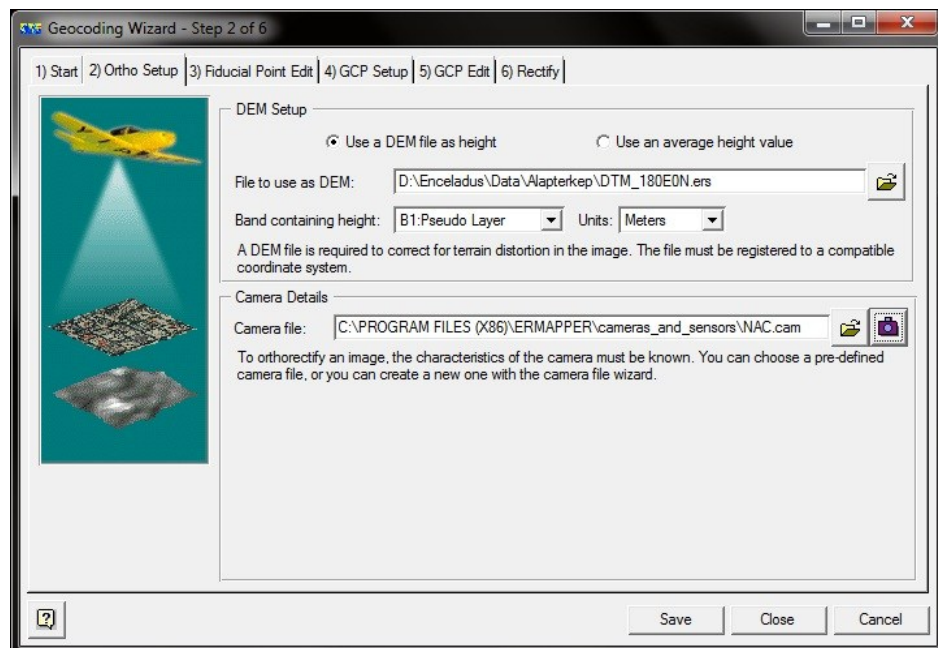 Geocoding Wizard - Step 2 of 6
1) Start 2) Ortho Setup 3) Fiducial Point Edit 4) GCP Setup 5) GCP Edit 6) Rectify
DEM Setup
Use a DEM file as height Use an average height value
File to use as DEM: D:\Enceladus\Data\Alapterkep\DTM_180E0N.ers
Band containing height: B1:Pseudo Layer Units: Meters
A DEM file is required to correct for terrain distortion in the image. The file must be registered to a compatible
coordinate system.
Camera Details
Camera file: C:\PROGRAM FILES (X86)\ERMAPPER\cameras_and_sensors\NAC.cam
To orthorectify an image, the characteristics of the camera must be known. You can choose a pre-defined
camera file, or you can create a new one with the camera file wizard.
Save Close Cancel